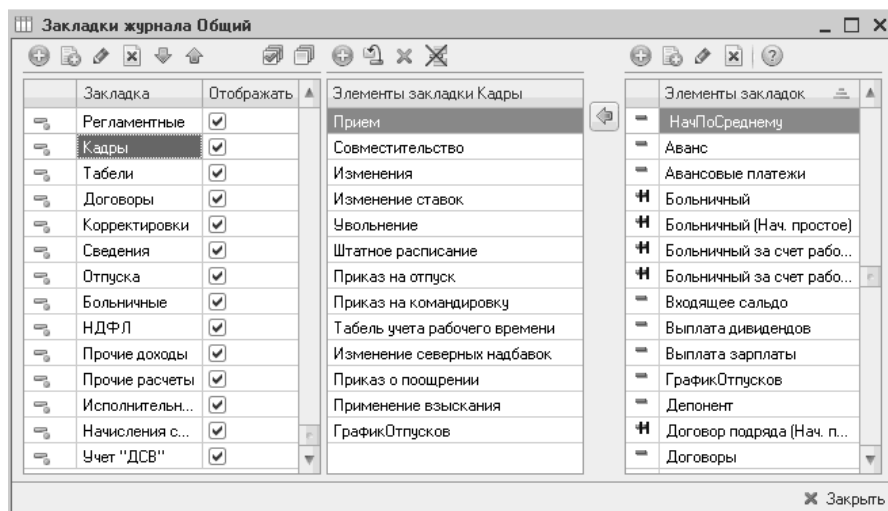 Закладки журнала Общий
Закладка Отображать
Регламентные
Кадры
Табели
Договоры
Корректировки
Сведения
Отпуска
Больничные
НДФЛ
Прочие доходы
Прочие расчеты
Исполнительн...
Начисления с...
Учет "ДСВ"
Элементы закладки Кадры
Прием
Совместительство
Изменения
Изменение ставок
Увольнение
Штатное расписание
Приказ на отпуск
Приказ на командировку
Табель учета рабочего времени
Изменение северных надбавок
Приказ о поощрении
Применение взыскания
ГрафикОтпусков
Элементы закладок
НачПоСреднему
Аванс
Авансовые платежи
Больничный
Больничный (Нач. простое)
Больничный за счет рабо...
Больничный за счет рабо...
Входящее сальдо
Выплата дивидендов
Выплата зарплаты
ГрафикОтпусков
Депонент
Договор подряда (Нач. п...
Договоры
Закрыть